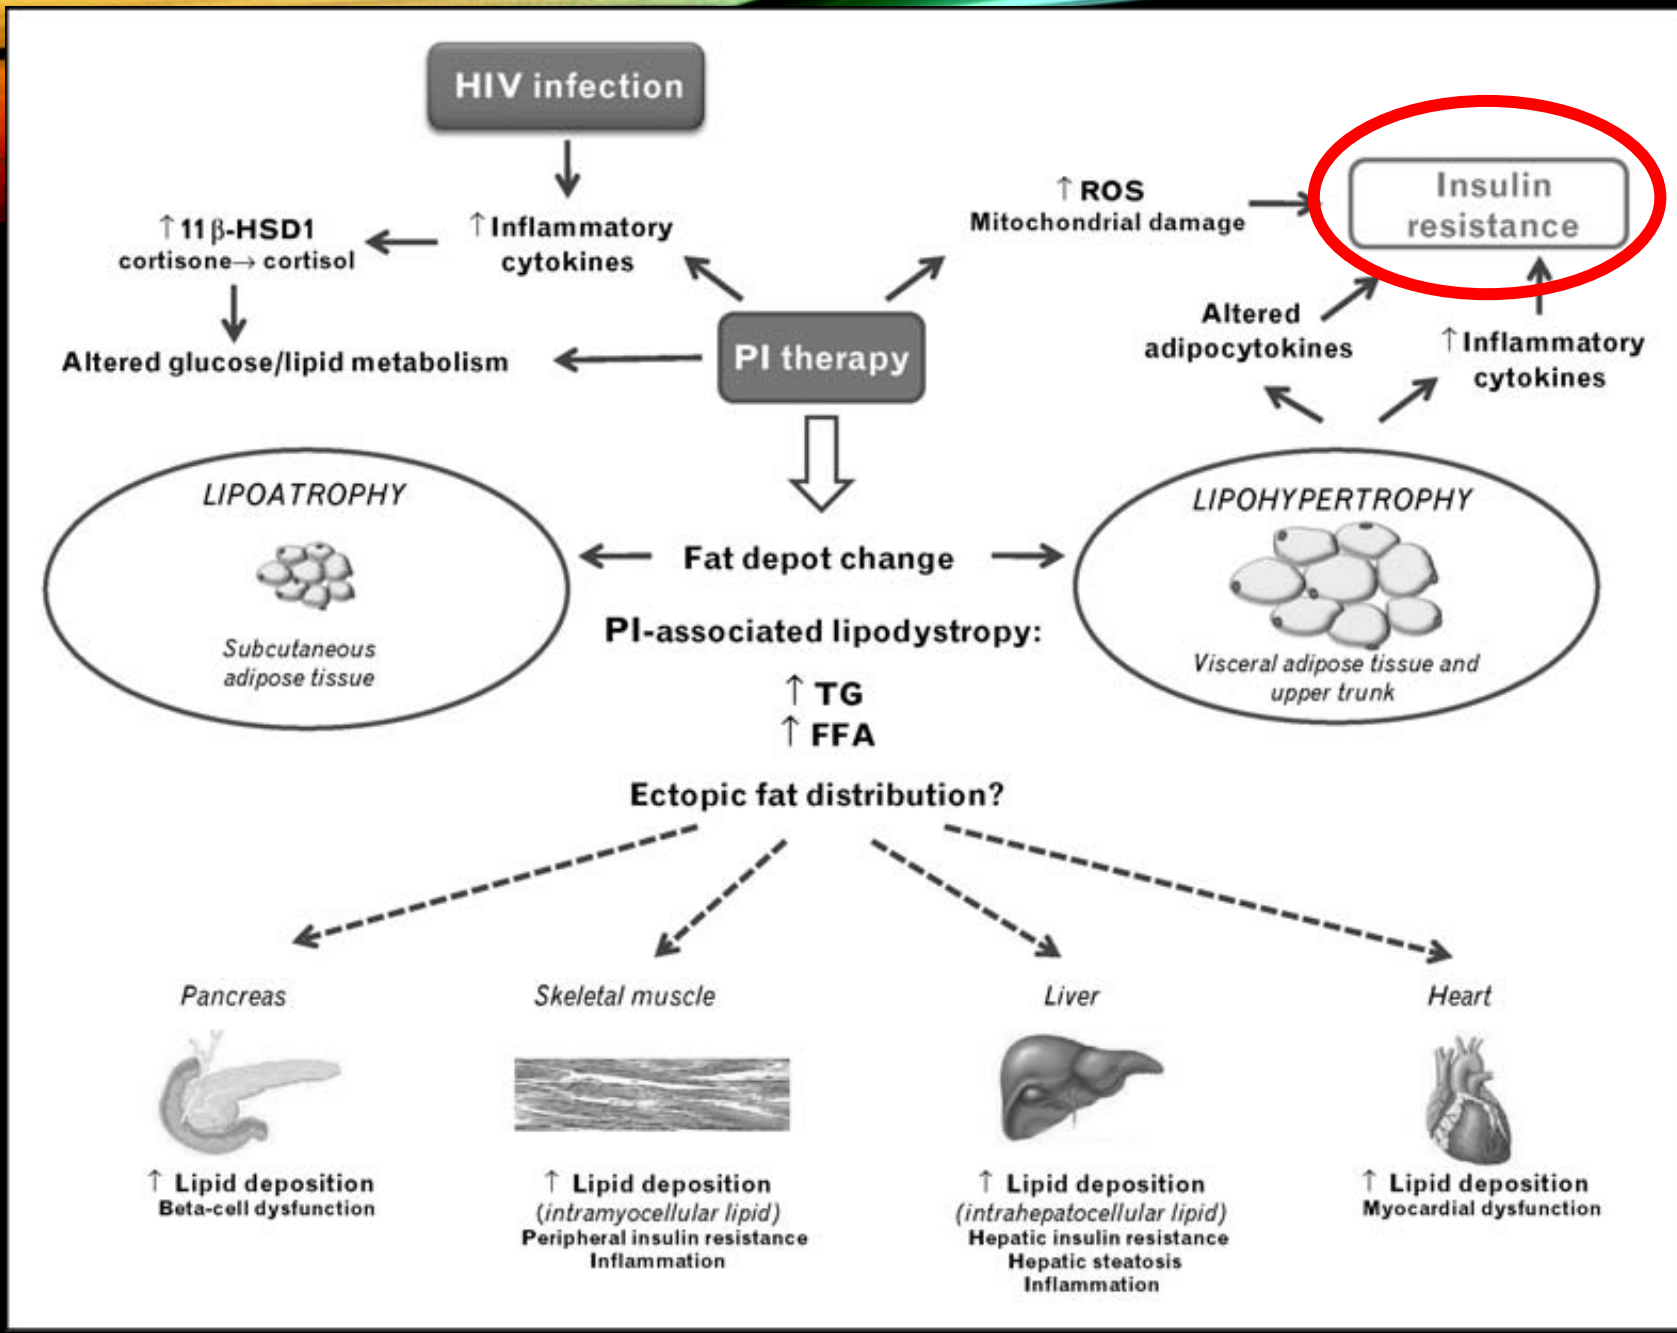 HIV infection
↑ Inflammatory
cytokines
↑ 11β-HSD1
cortisone→ cortisol
Altered glucose/lipid metabolism
PI therapy
↑ ROS
Mitochondrial damage
Insulin
resistance
Altered
adipocytokines
↑ Inflammatory
cytokines
LIPOATROPHY
Subcutaneous
adipose tissue
Fat depot change
LIPOHYPERTROPHY
Visceral adipose tissue and
upper trunk
PI-associated lipodystropy:
↑ TG
↑ FFA
Ectopic fat distribution?
Pancreas
↑ Lipid deposition
Beta-cell dysfunction
Skeletal muscle
↑ Lipid deposition
(intramyocellular lipid)
Peripheral insulin resistance
Inflammation
Liver
↑ Lipid deposition
(intrahepatocellular lipid)
Hepatic insulin resistance
Hepatic steatosis
Inflammation
Heart
↑ Lipid deposition
Myocardial dysfunction